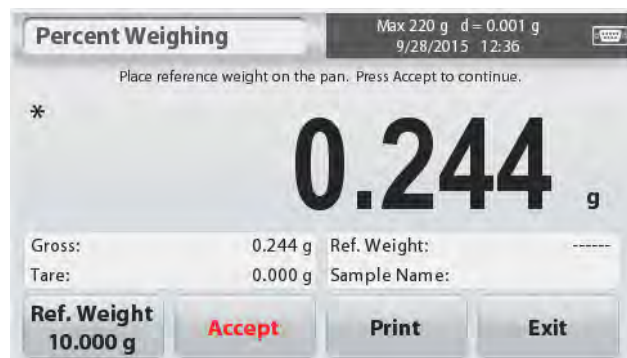 Percent Weighing
Max 220 g d = 0.001 g
9/28/2015 12:36
Place reference weight on the pan. Press Accept to continue.
*
0.244 g
Gross: 0.244 g Ref. Weight: ------
Tare: 0.000 g Sample Name:
Ref. Weight
10.000 g
Accept
Print
Exit